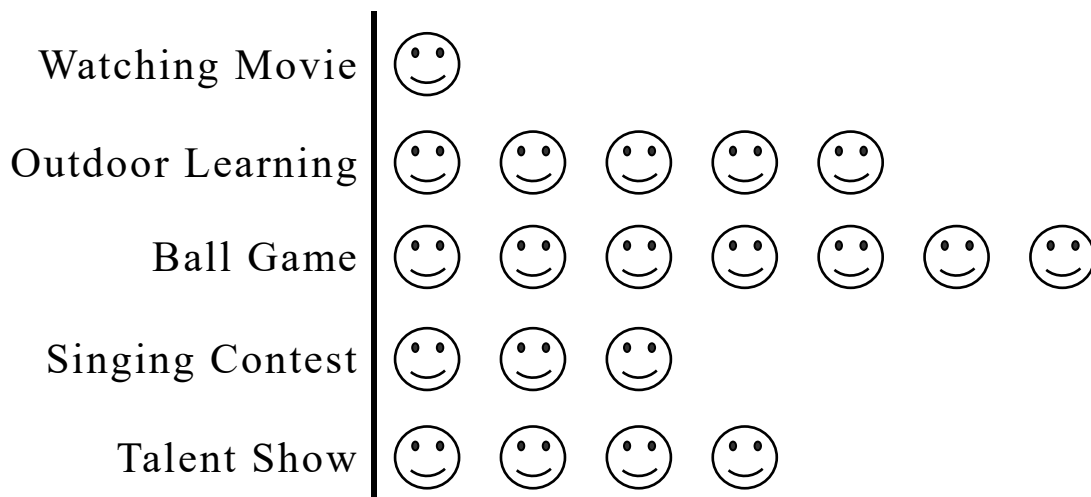 Watching Movie
Outdoor Learning
Ball Game
Singing Contest
Talent Show